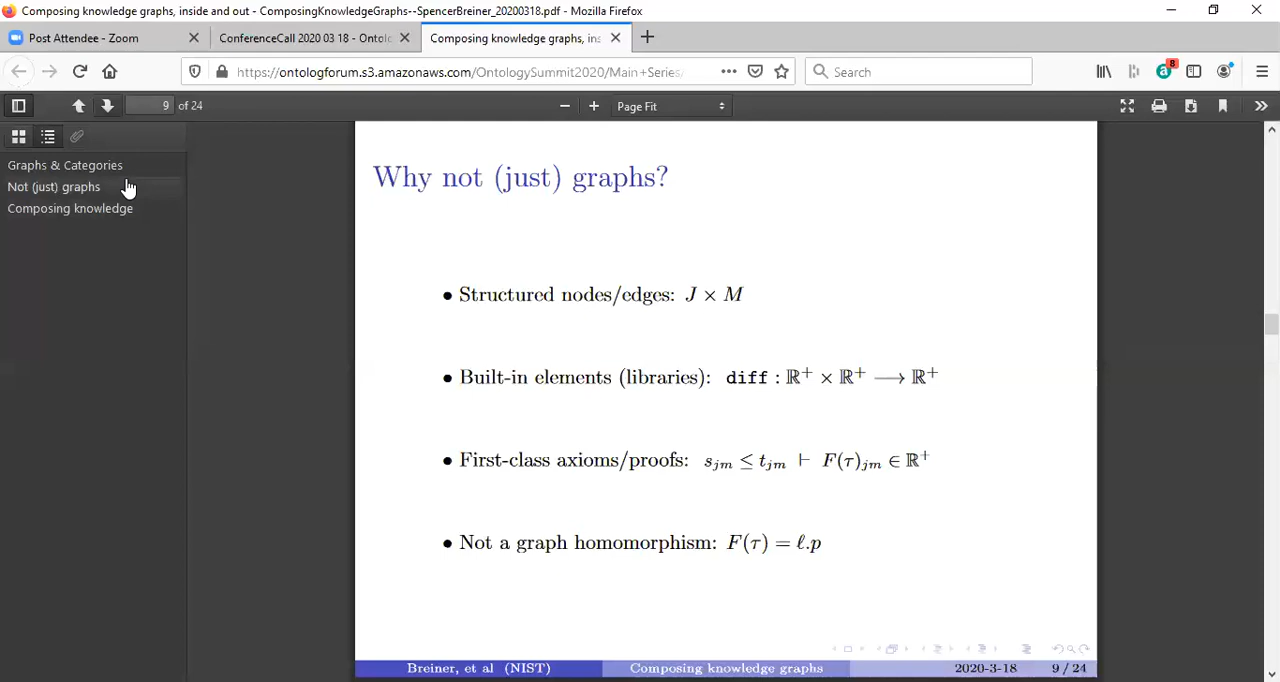 Composing knowledge graphs, inside and out - ComposingKnowledgeGraphs--SpencerBreiner_20200318.pdf - Mozilla Firefox
Post Attendee - Zoom
ConferenceCall 2020 03 18 - Ontolo
Composing knowledge graphs, ins
https://ontologforum.s3.amazonaws.com/OntologySummit2020/Main+Series/
Search
8
9 of 24
Page Fit
Graphs & Categories
Not (just) graphs
Composing knowledge
Why not (just) graphs?
• Structured nodes/edges: J × M
• Built-in elements (libraries): diff : ℝ⁺ × ℝ⁺ ⟶ ℝ⁺
• First-class axioms/proofs: s_jm ≤ t_jm ⊢ F(τ)_jm ∈ ℝ⁺
• Not a graph homomorphism: F(τ) = ℓ.p
Breiner, et al (NIST) Composing knowledge graphs 2020-3-18 9 / 24